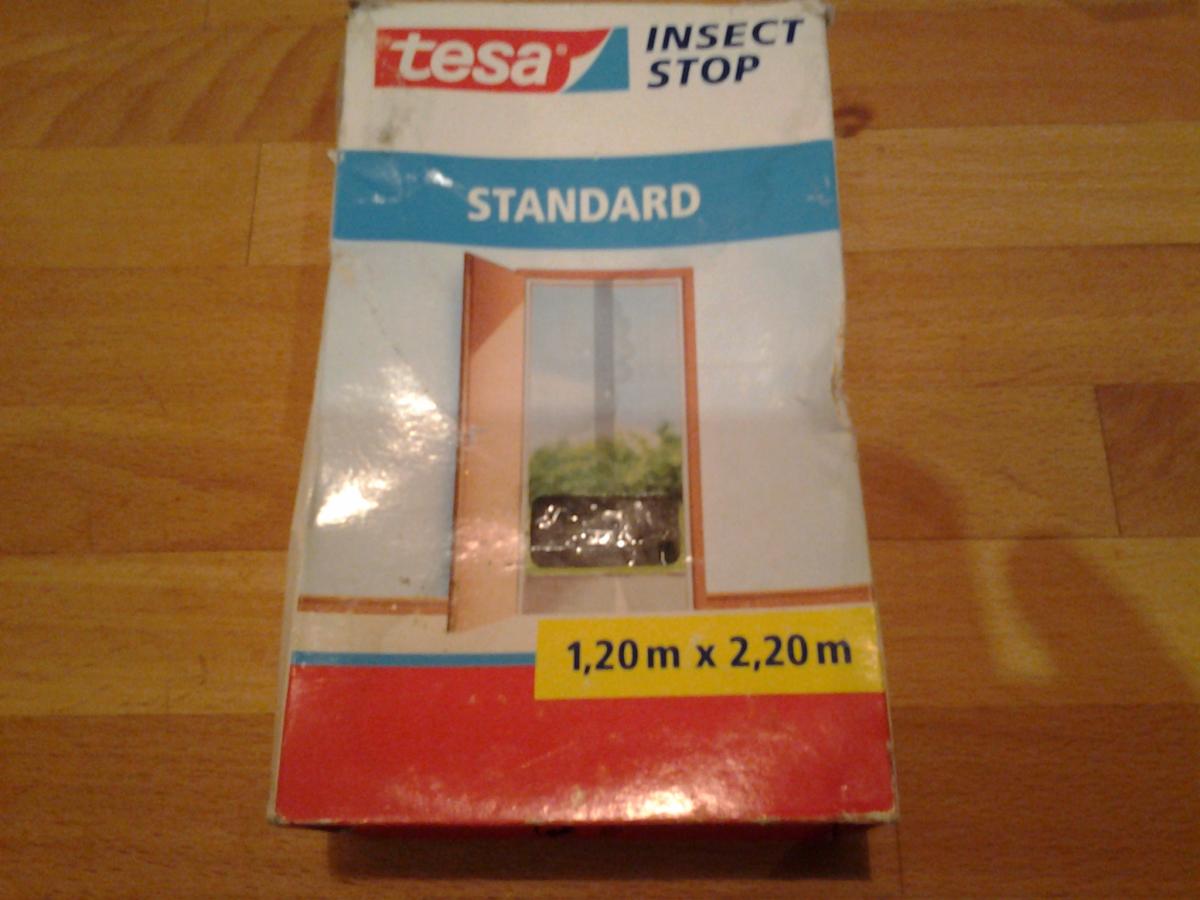 tesa®
INSECT
STOP
STANDARD
1,20 m x 2,20 m